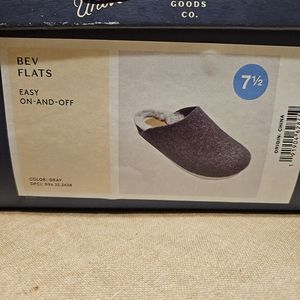 GOODS
CO.
BEV
FLATS
EASY
ON-AND-OFF
7½
COLOR: GRAY
ORIGIN: CHINA